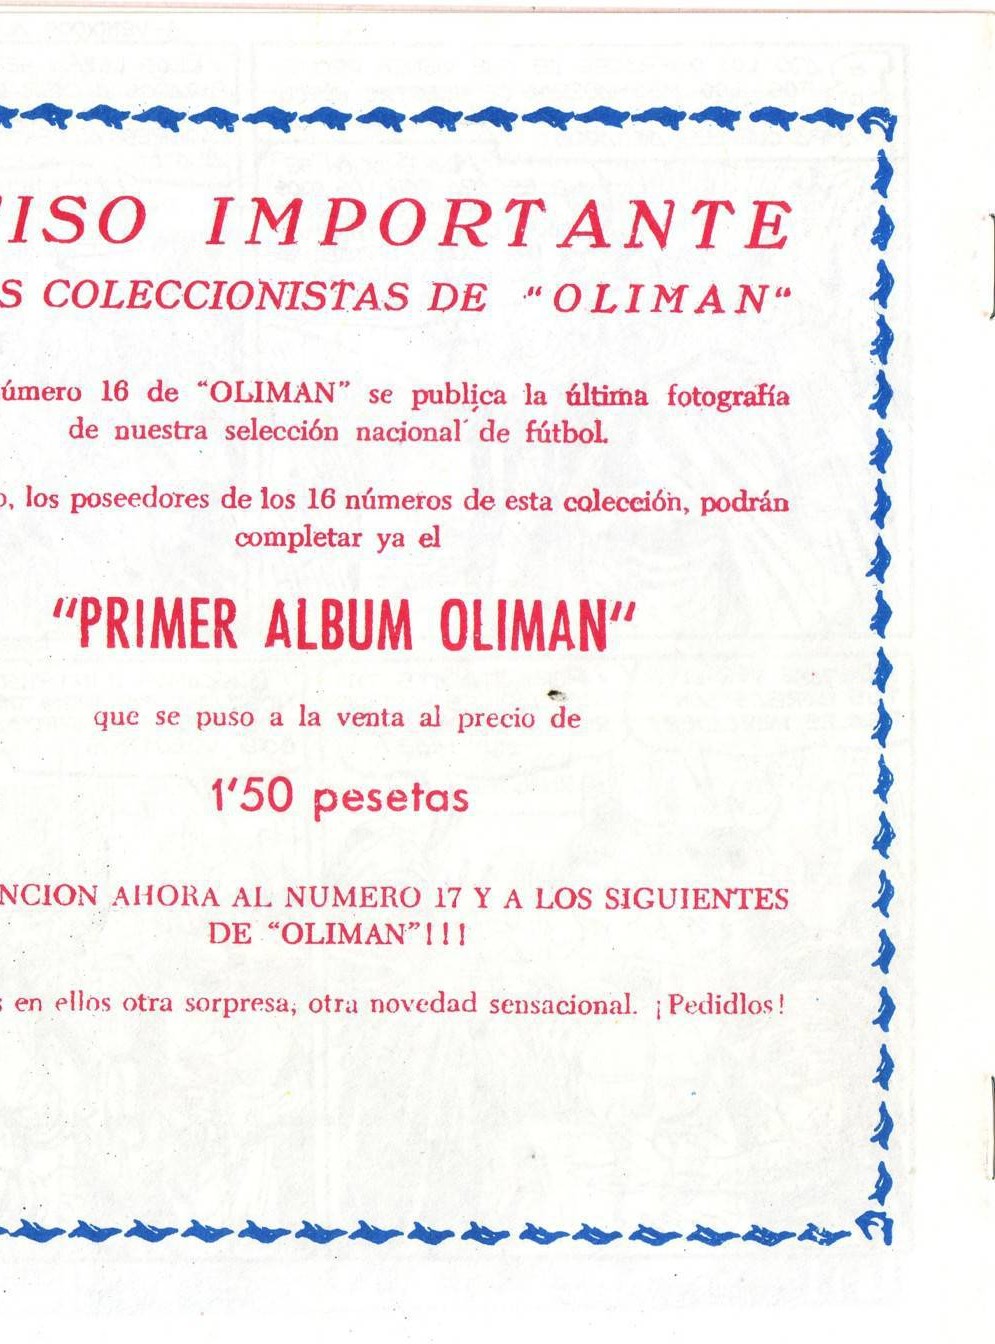 ISO IMPORTANTE
S COLECCIONISTAS DE “OLIMAN“
úmero 16 de “OLIMAN” se publica la última fotografía
de nuestra selección nacional de fútbol.
o, los poseedores de los 16 números de esta colección, podrán
completar ya el
“PRIMER ALBUM OLIMAN“
que se puso a la venta al precio de
1'50 pesetas
NCION AHORA AL NUMERO 17 Y A LOS SIGUIENTES
DE “OLIMAN”!!!
s en ellos otra sorpresa, otra novedad sensacional. ¡Pedidlos!